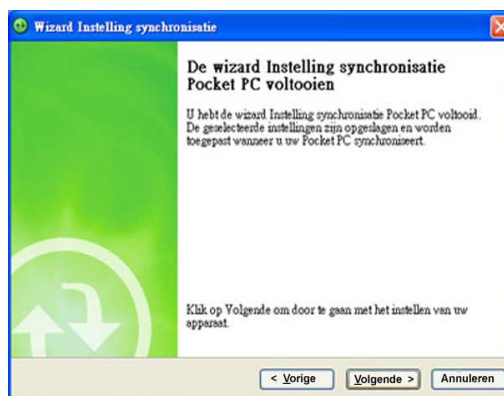 Wizard Instelling synchronisatie
De wizard Instelling synchronisatie
Pocket PC voltooien
U hebt de wizard Instelling synchronisatie Pocket PC voltooid.
De geselecteerde instellingen zijn opgeslagen en worden
toegepast wanneer u uw Pocket PC synchroniseert.
Klik op Volgende om door te gaan met het instellen van uw
apparaat.
< Vorige Volgende > Annuleren